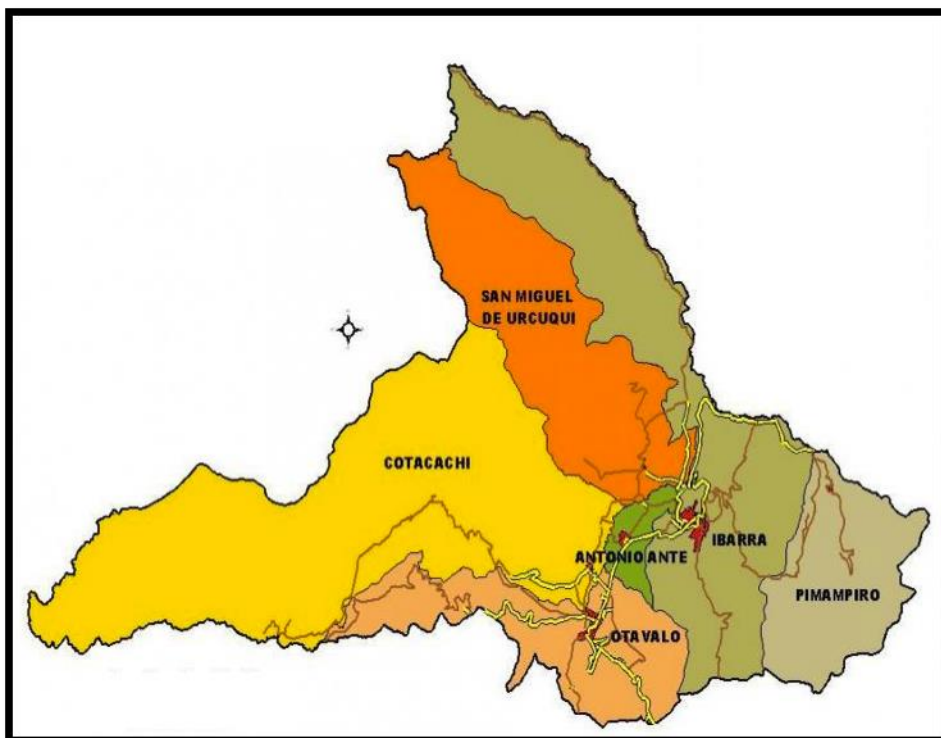 SAN MIGUEL
DE URCUQUI
COTACACHI
ANTONIO ANTE
IBARRA
PIMAMPIRO
OTAVALO